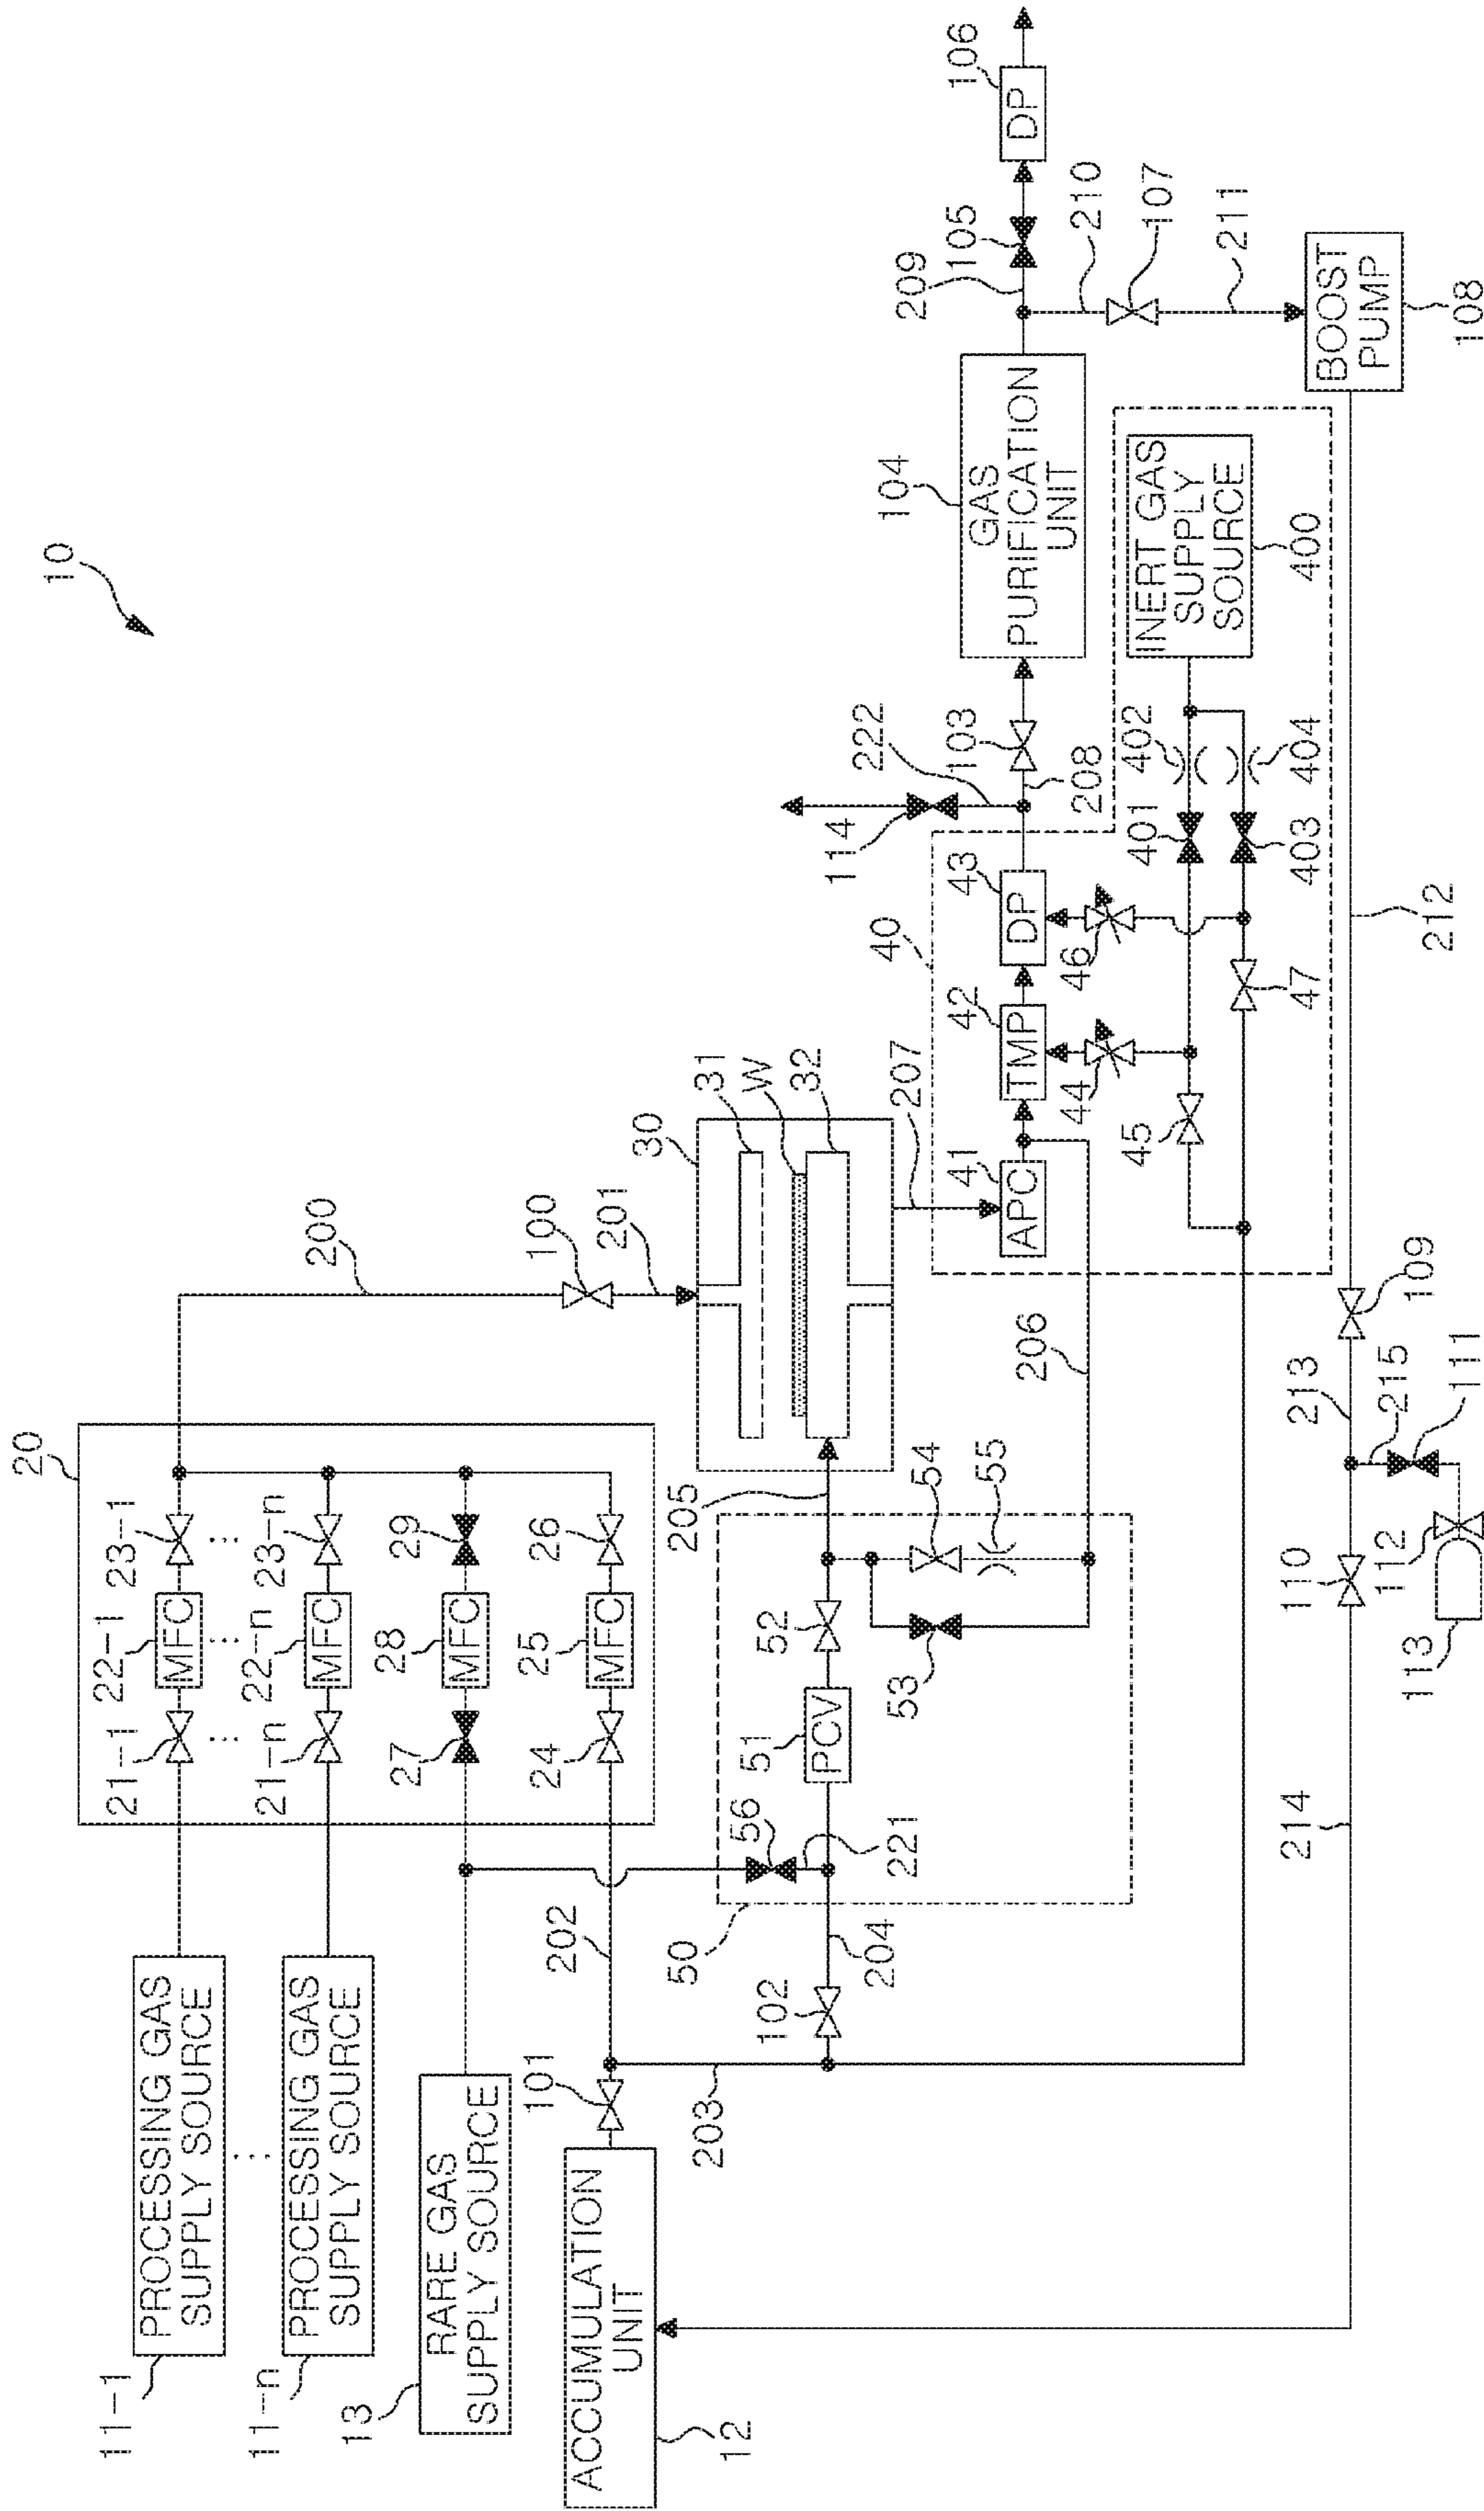 10
20
200
100
201
21-1
22-1
MFC
23-1
21-n
22-n
MFC
23-n
27
28
MFC
29
24
25
MFC
26
11-1
PROCESSING GAS
SUPPLY SOURCE
11-n
PROCESSING GAS
SUPPLY SOURCE
13
RARE GAS
SUPPLY SOURCE
12
ACCUMULATION
UNIT
101
202
203
102
204
50
56
221
51
PCV
52
53
54
55
205
206
30
31
W
32
207
40
41
APC
42
TMP
43
DP
44
45
46
47
114
222
208
103
104
GAS
PURIFICATION
UNIT
209
105
106
DP
210
107
211
BOOST
PUMP
108
INERT GAS
SUPPLY
SOURCE
400
401
402
403
404
212
109
213
215
111
112
113
110
214